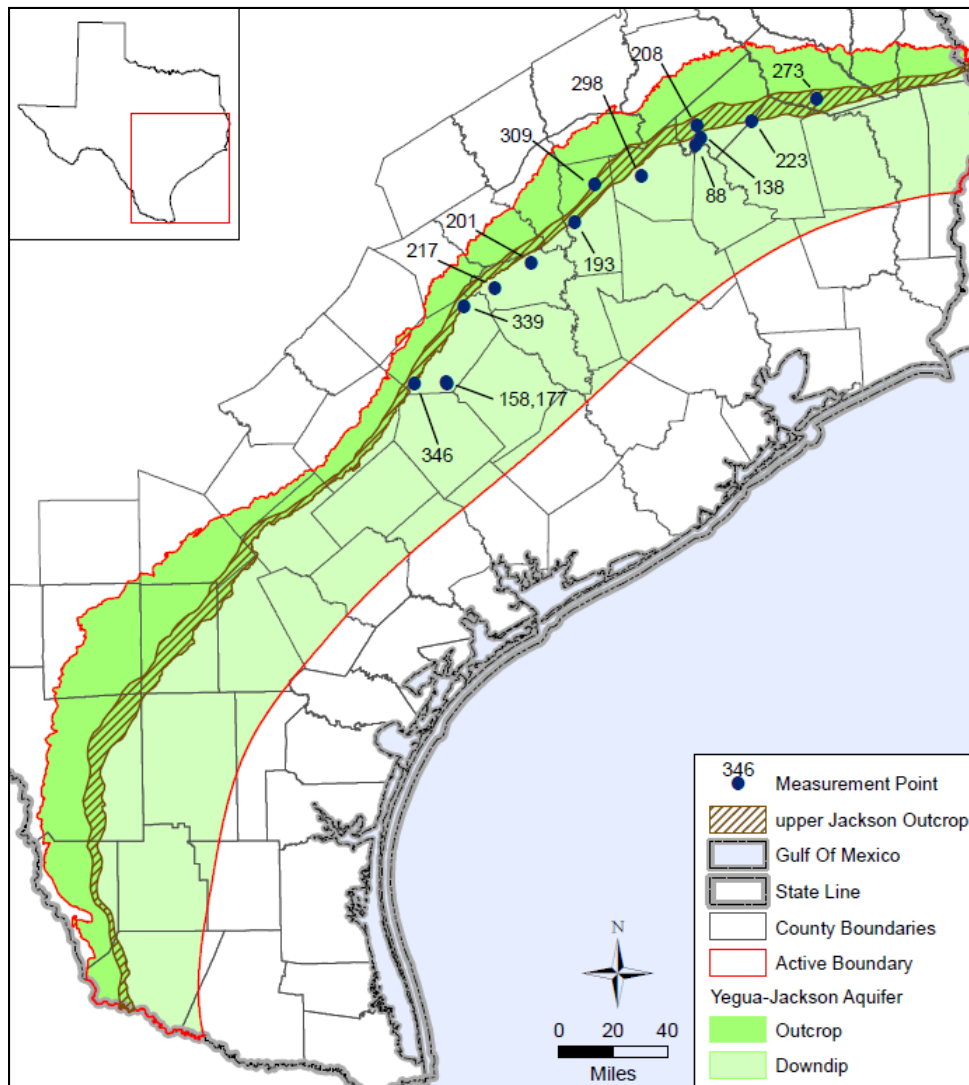 273
208
298
309
223
138
88
201
193
217
339
158,177
346
346
Measurement Point
upper Jackson Outcrop
Gulf Of Mexico
State Line
County Boundaries
Active Boundary
Yegua-Jackson Aquifer
Outcrop
Downdip
N
0 20 40
Miles